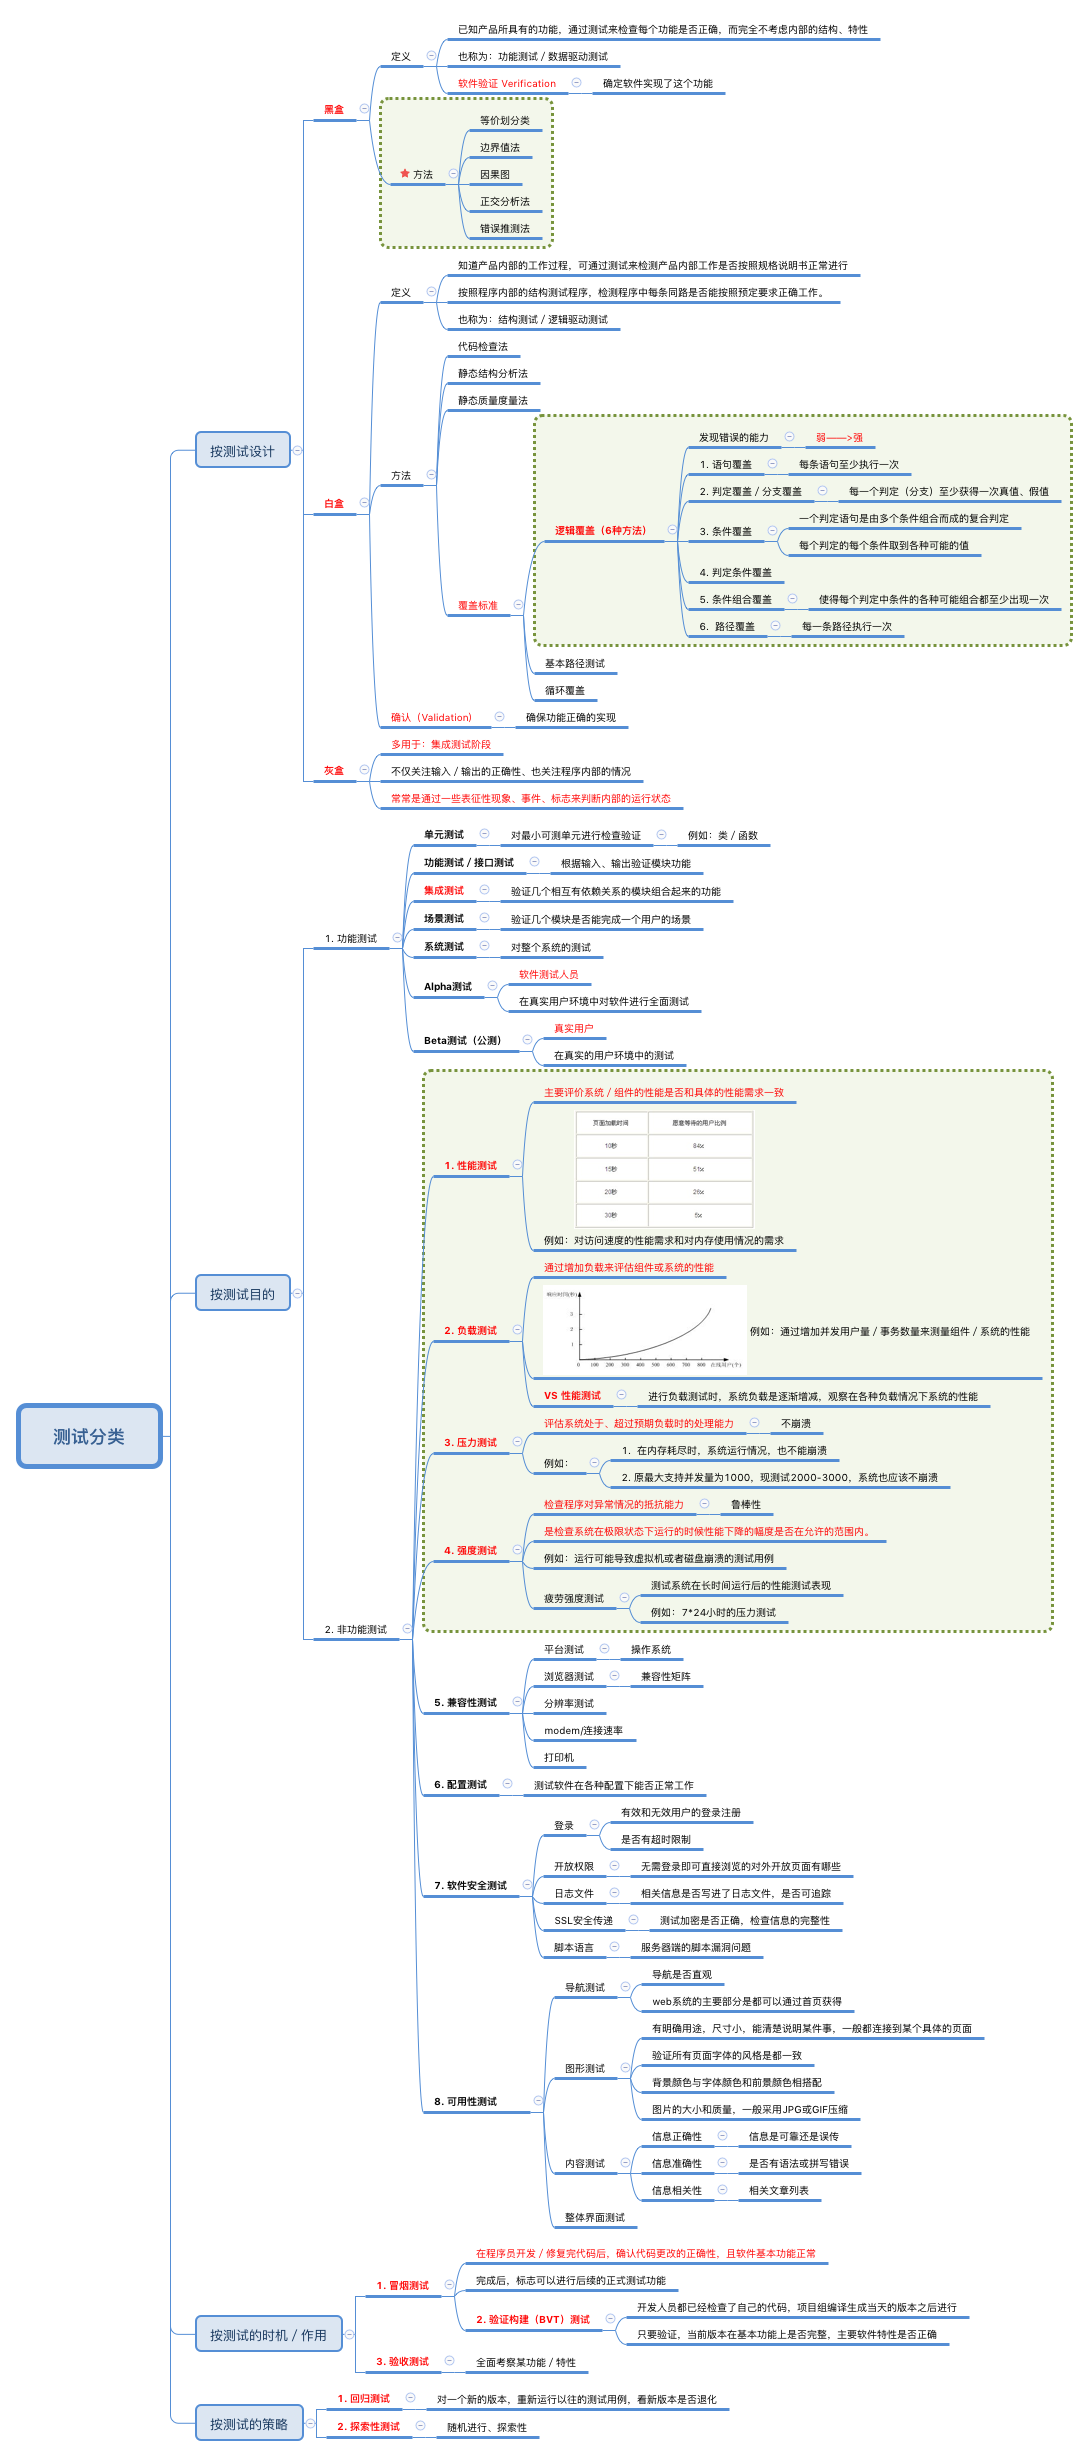 测试分类
按测试设计
黑盒
定义
已知产品所具有的功能，通过测试来检查每个功能是否正确，而完全不考虑内部的结构、特性
也称为：功能测试 / 数据驱动测试
软件验证 Verification
确定软件实现了这个功能
方法
等价划分类
边界值法
因果图
正交分析法
错误推测法
白盒
定义
知道产品内部的工作过程，可通过测试来检测产品内部工作是否按照规格说明书正常进行
按照程序内部的结构测试程序，检测程序中每条同路是否能按照预定要求正确工作。
也称为：结构测试 / 逻辑驱动测试
方法
代码检查法
静态结构分析法
静态质量度量法
覆盖标准
逻辑覆盖（6种方法）
发现错误的能力
弱——>强
1. 语句覆盖
每条语句至少执行一次
2. 判定覆盖 / 分支覆盖
每一个判定（分支）至少获得一次真值、假值
3. 条件覆盖
一个判定语句是由多个条件组合而成的复合判定
每个判定的每个条件取到各种可能的值
4. 判定条件覆盖
5. 条件组合覆盖
使得每个判定中条件的各种可能组合都至少出现一次
6. 路径覆盖
每一条路径执行一次
基本路径测试
循环覆盖
确认（Validation）
确保功能正确的实现
灰盒
多用于：集成测试阶段
不仅关注输入 / 输出的正确性、也关注程序内部的情况
常常是通过一些表征性现象、事件、标志来判断内部的运行状态
按测试目的
1. 功能测试
单元测试
对最小可测单元进行检查验证
例如：类 / 函数
功能测试 / 接口测试
根据输入、输出验证模块功能
集成测试
验证几个相互有依赖关系的模块组合起来的功能
场景测试
验证几个模块是否能完成一个用户的场景
系统测试
对整个系统的测试
Alpha测试
软件测试人员
在真实用户环境中对软件进行全面测试
Beta测试（公测）
真实用户
在真实的用户环境中的测试
2. 非功能测试
1. 性能测试
主要评价系统 / 组件的性能是否和具体的性能需求一致
页面加载时间 愿意等待的用户比例
10秒 84%
15秒 51%
20秒 26%
30秒 5%
例如：对访问速度的性能需求和对内存使用情况的需求
2. 负载测试
通过增加负载来评估组件或系统的性能
响应时间(秒)
3
2
1
0 100 200 300 400 500 600 700 800 在线用户(个)
例如：通过增加并发用户量 / 事务数量来测量组件 / 系统的性能
VS 性能测试
进行负载测试时，系统负载是逐渐增减，观察在各种负载情况下系统的性能
3. 压力测试
评估系统处于、超过预期负载时的处理能力
不崩溃
例如：
1. 在内存耗尽时，系统运行情况，也不能崩溃
2. 原最大支持并发量为1000，现测试2000-3000，系统也应该不崩溃
4. 强度测试
检查程序对异常情况的抵抗能力
鲁棒性
是检查系统在极限状态下运行的时候性能下降的幅度是否在允许的范围内。
例如：运行可能导致虚拟机或者磁盘崩溃的测试用例
疲劳强度测试
测试系统在长时间运行后的性能测试表现
例如：7*24小时的压力测试
5. 兼容性测试
平台测试
操作系统
浏览器测试
兼容性矩阵
分辨率测试
modem/连接速率
打印机
6. 配置测试
测试软件在各种配置下能否正常工作
7. 软件安全测试
登录
有效和无效用户的登录注册
是否有超时限制
开放权限
无需登录即可直接浏览的对外开放页面有哪些
日志文件
相关信息是否写进了日志文件，是否可追踪
SSL安全传递
测试加密是否正确，检查信息的完整性
脚本语言
服务器端的脚本漏洞问题
8. 可用性测试
导航测试
导航是否直观
web系统的主要部分是都可以通过首页获得
图形测试
有明确用途，尺寸小，能清楚说明某件事，一般都连接到某个具体的页面
验证所有页面字体的风格是都一致
背景颜色与字体颜色和前景颜色相搭配
图片的大小和质量，一般采用JPG或GIF压缩
内容测试
信息正确性
信息是可靠还是误传
信息准确性
是否有语法或拼写错误
信息相关性
相关文章列表
整体界面测试
按测试的时机 / 作用
1. 冒烟测试
在程序员开发 / 修复完代码后，确认代码更改的正确性，且软件基本功能正常
完成后，标志可以进行后续的正式测试功能
2. 验证构建（BVT）测试
开发人员都已经检查了自己的代码，项目组编译生成当天的版本之后进行
只要验证，当前版本在基本功能上是否完整，主要软件特性是否正确
3. 验收测试
全面考察某功能 / 特性
按测试的策略
1. 回归测试
对一个新的版本，重新运行以往的测试用例，看新版本是否退化
2. 探索性测试
随机进行、探索性